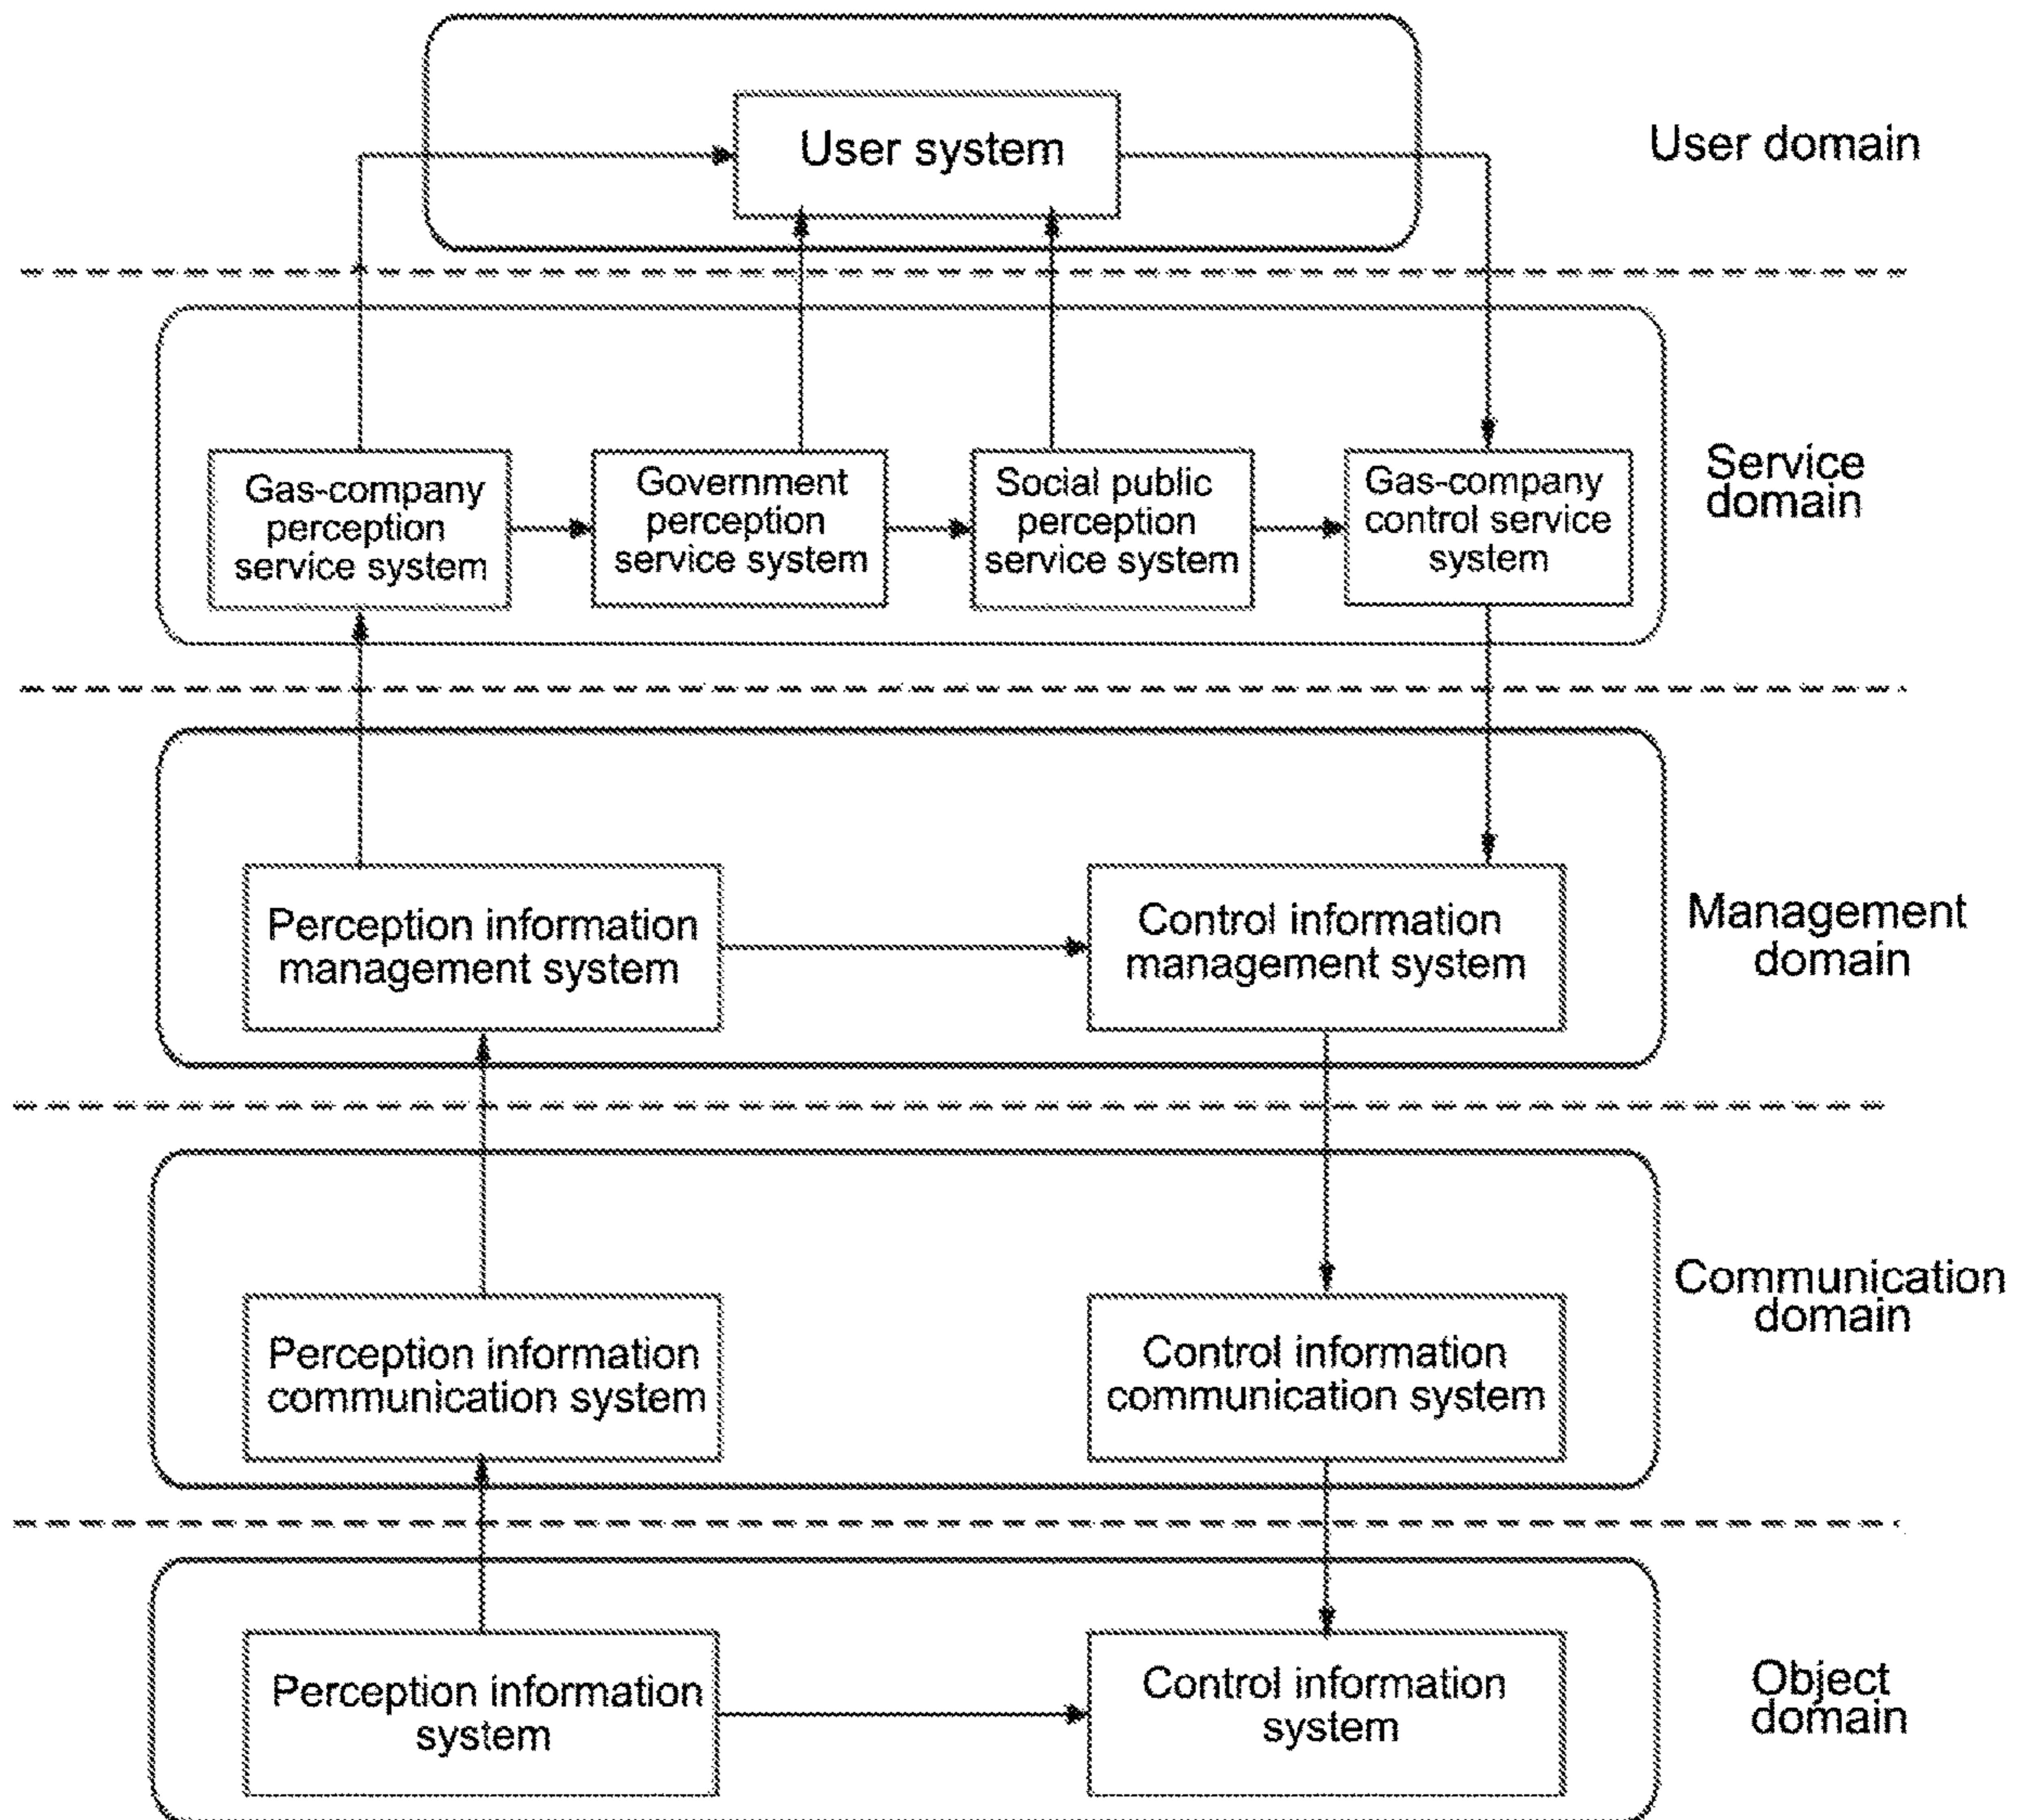 User system
User domain
Gas-company
perception
service system
Government
perception
service system
Social public
perception
service system
Gas-company
control service
system
Service
domain
Perception information
management system
Control information
management system
Management
domain
Perception information
communication system
Control information
communication system
Communication
domain
Perception information
system
Control information
system
Object
domain